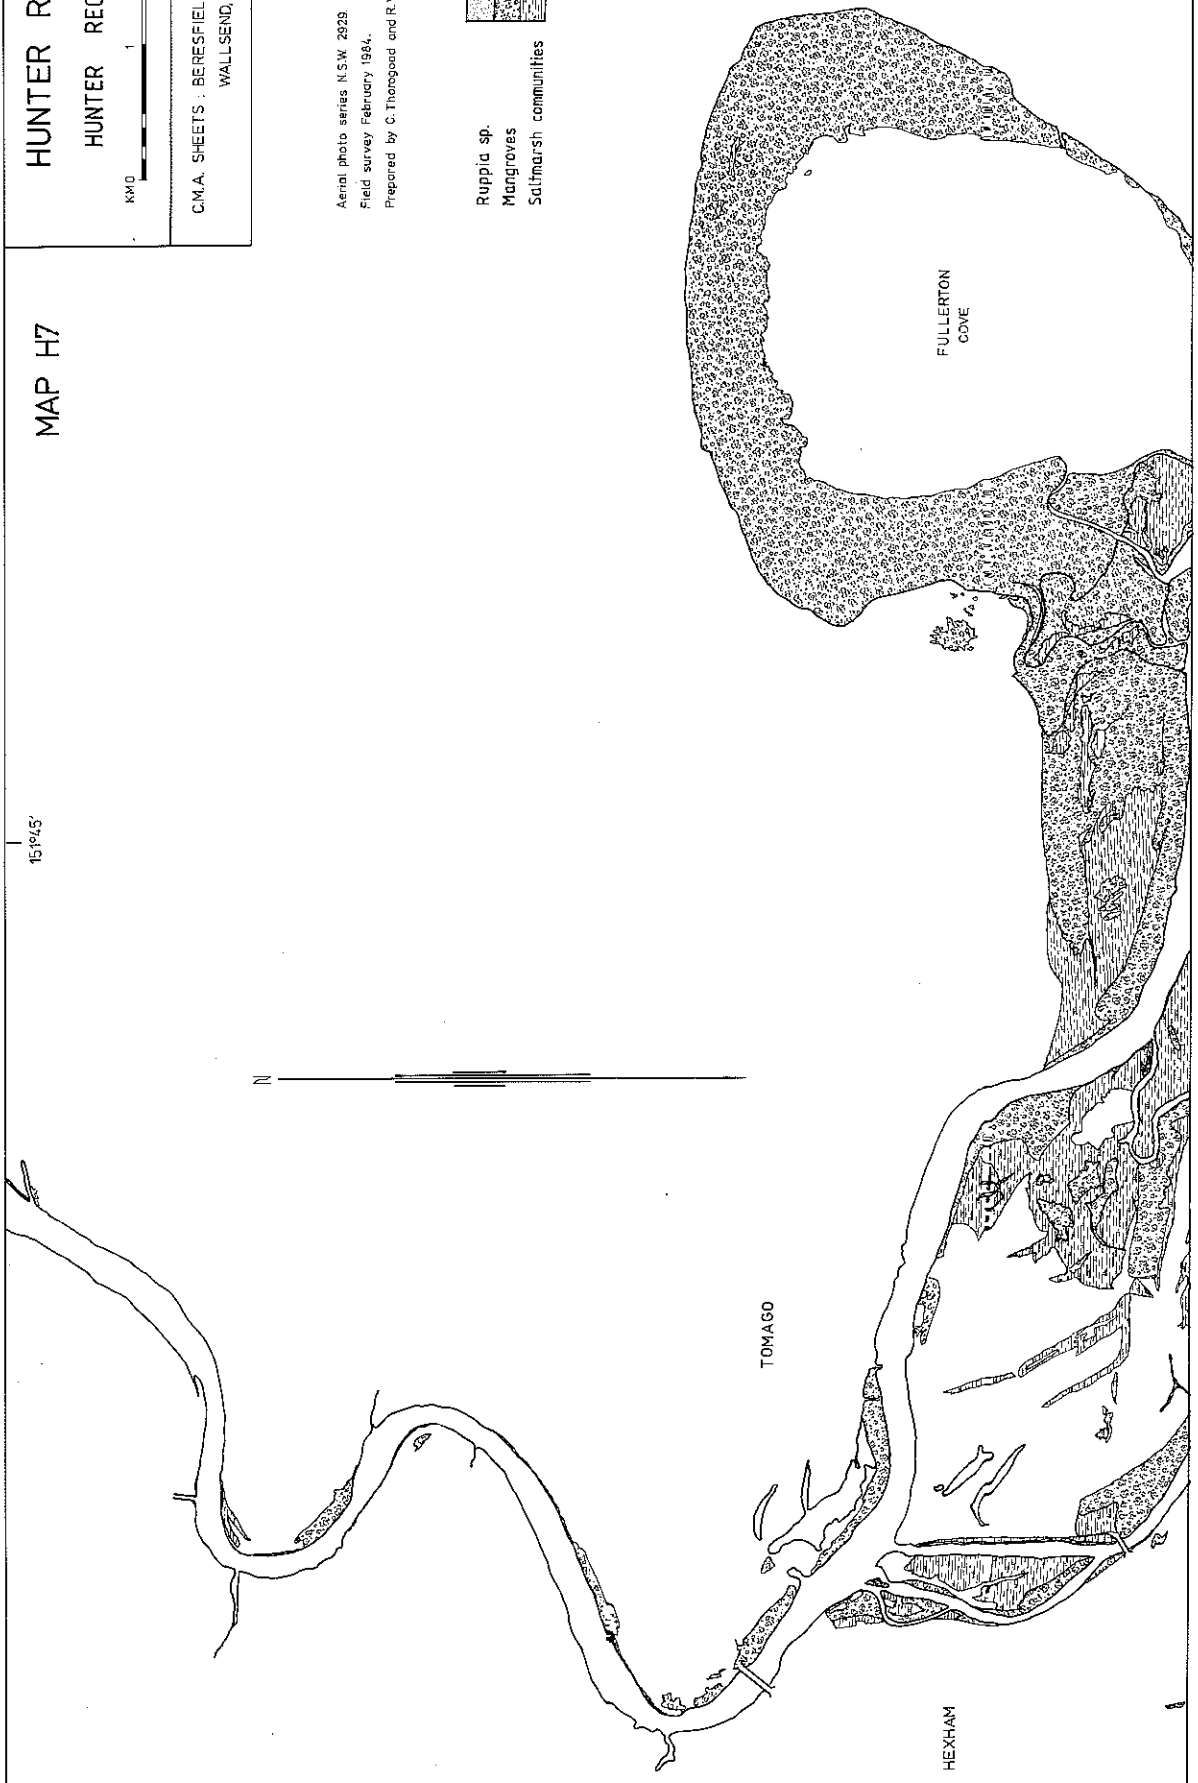 MAP H7
HUNTER R
HUNTER REG
KM 0 1
C.M.A. SHEETS : BERESFIEL
WALLSEND,
Aerial photo series N.S.W. 2929.
Field survey February 1984.
Prepared by C. Thorogood and R.
Ruppia sp.
Mangroves
Saltmarsh communities
151°45'
N
TOMAGO
HEXHAM
FULLERTON
COVE